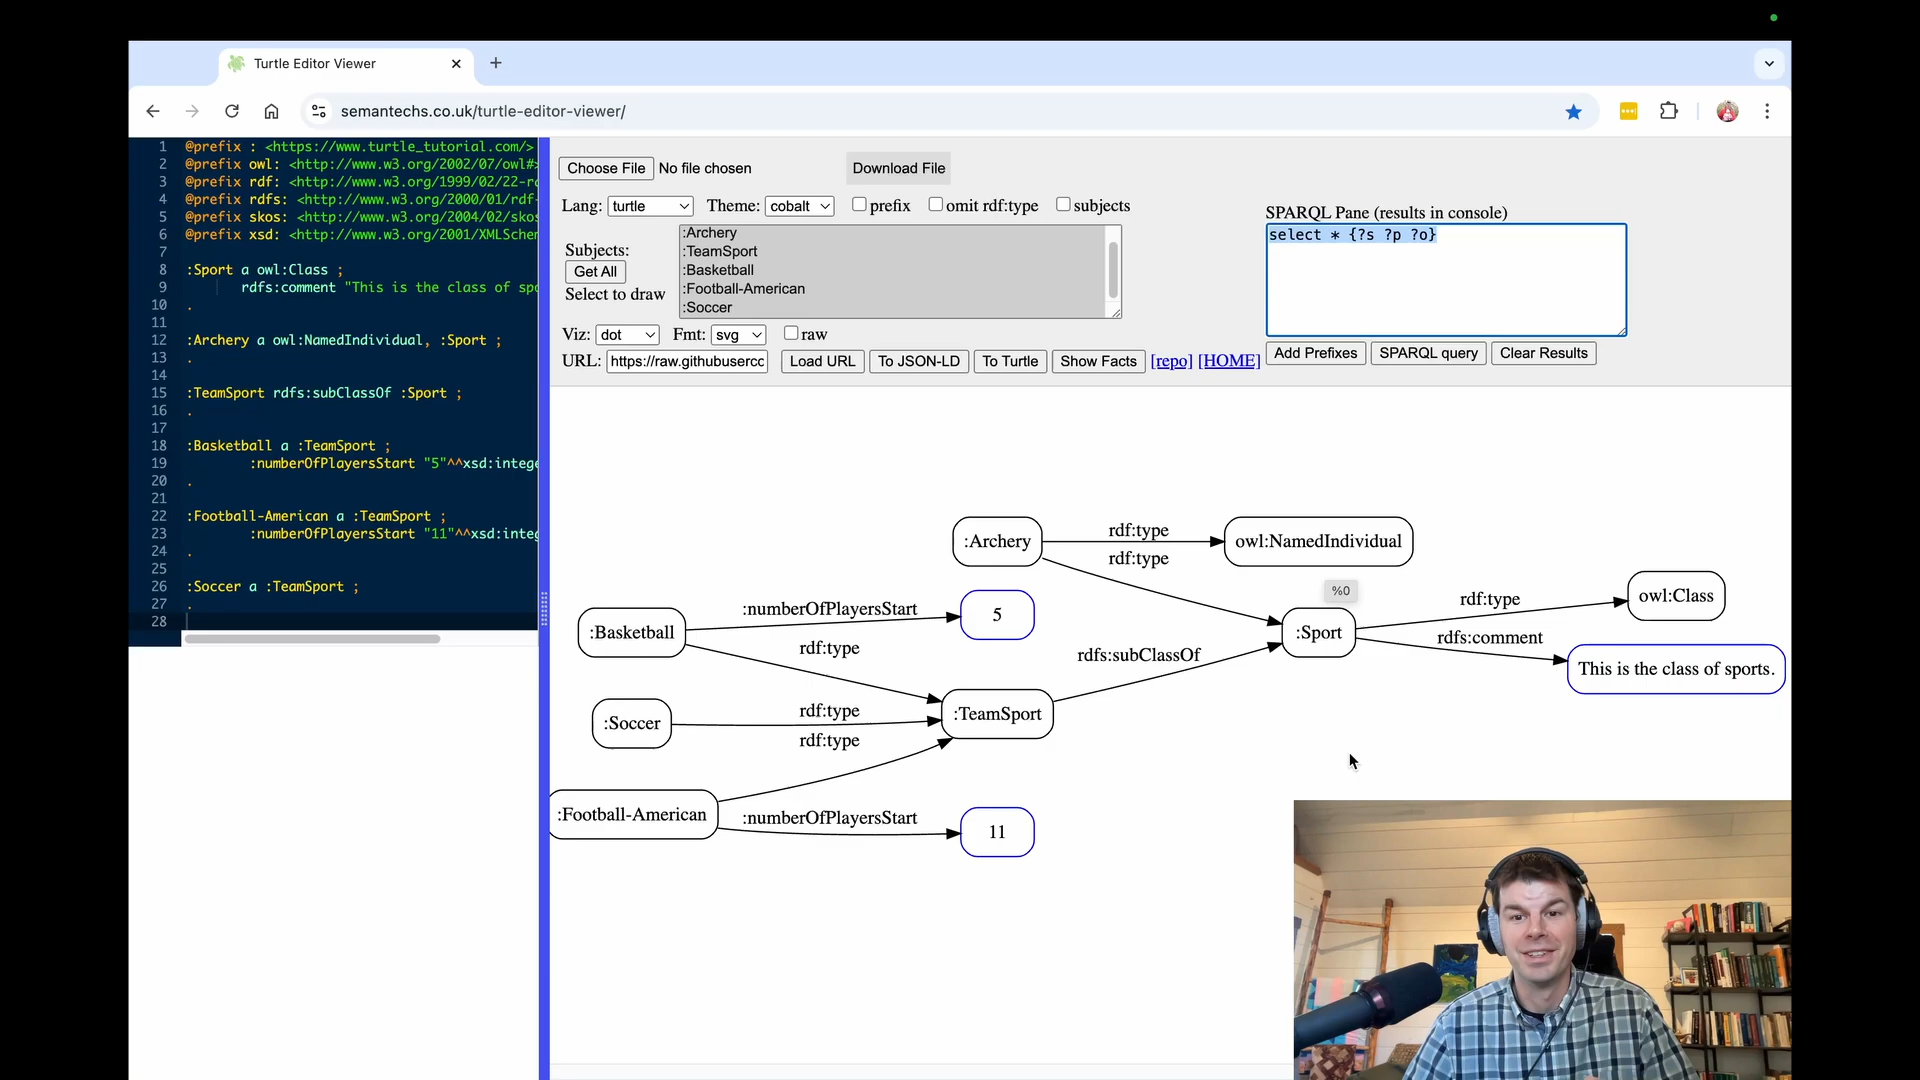 Turtle Editor Viewer
semantechs.co.uk/turtle-editor-viewer/
1 @prefix : <https://www.turtle_tutorial.com/>
2 @prefix owl: <http://www.w3.org/2002/07/owl#>
3 @prefix rdf: <http://www.w3.org/1999/02/22-r
4 @prefix rdfs: <http://www.w3.org/2000/01/rdf-
5 @prefix skos: <http://www.w3.org/2004/02/skos
6 @prefix xsd: <http://www.w3.org/2001/XMLSchem
7
8 :Sport a owl:Class ;
9 rdfs:comment "This is the class of spo
10 .
11
12 :Archery a owl:NamedIndividual, :Sport ;
13 .
14
15 :TeamSport rdfs:subClassOf :Sport ;
16 .
17
18 :Basketball a :TeamSport ;
19 :numberOfPlayersStart "5"^^xsd:intege
20 .
21
22 :Football-American a :TeamSport ;
23 :numberOfPlayersStart "11"^^xsd:integ
24 .
25
26 :Soccer a :TeamSport ;
27 .
28
Choose File No file chosen Download File
Lang: turtle Theme: cobalt prefix omit rdf:type subjects
Subjects:
Get All
Select to draw
:Archery
:TeamSport
:Basketball
:Football-American
:Soccer
Viz: dot Fmt: svg raw
URL: https://raw.githubusercc Load URL To JSON-LD To Turtle Show Facts [repo] [HOME]
SPARQL Pane (results in console)
select * {?s ?p ?o}
Add Prefixes SPARQL query Clear Results
:Archery
rdf:type
rdf:type
owl:NamedIndividual
%0
:Basketball
:numberOfPlayersStart
5
rdf:type
:Sport
rdf:type
owl:Class
rdfs:comment
This is the class of sports.
rdfs:subClassOf
:Soccer
rdf:type
rdf:type
:TeamSport
:Football-American
:numberOfPlayersStart
11